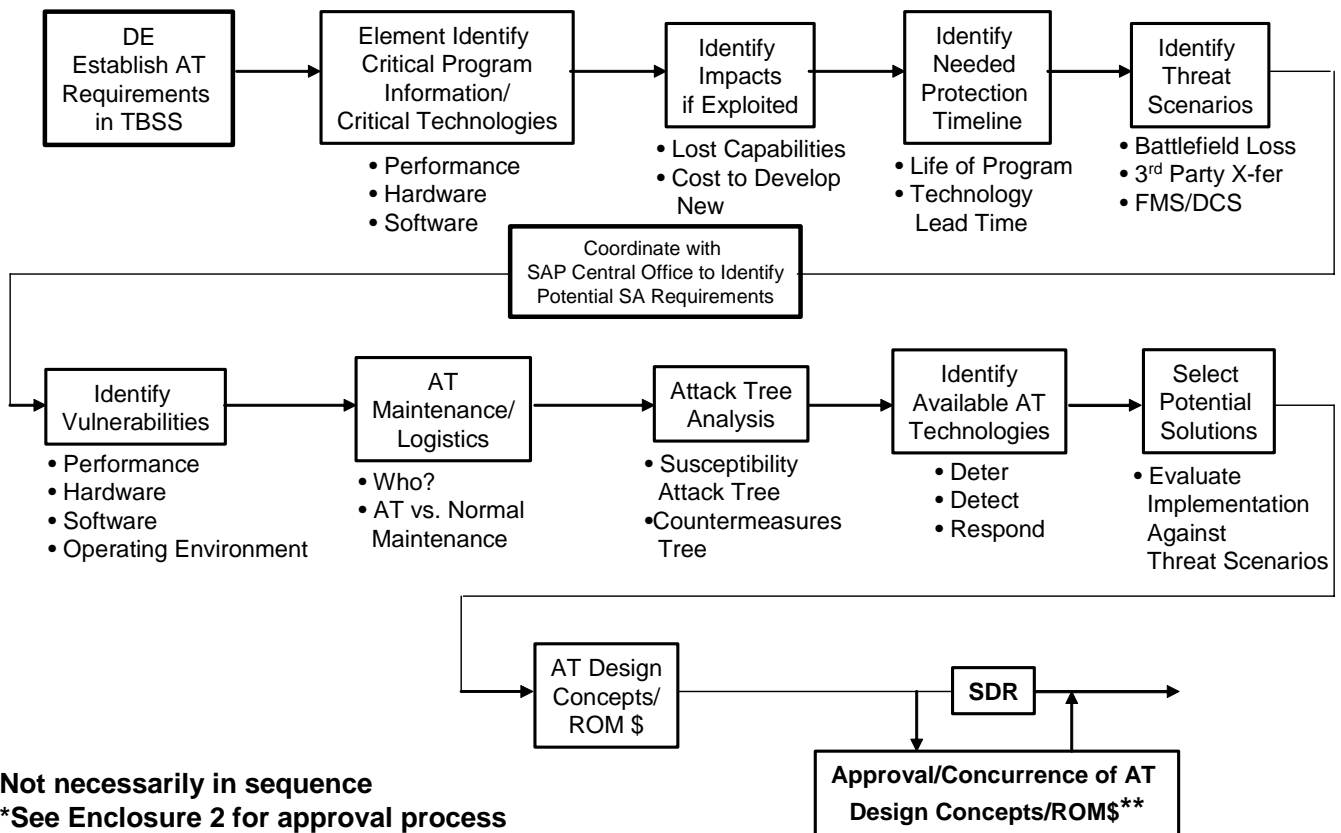 DE
Establish AT
Requirements
in TBSS
Element Identify
Critical Program
Information/
Critical Technologies
• Performance
• Hardware
• Software
Identify
Impacts
if Exploited
• Lost Capabilities
• Cost to Develop
New
Identify
Needed
Protection
Timeline
• Life of Program
• Technology
Lead Time
Identify
Threat
Scenarios
• Battlefield Loss
• 3rd Party X-fer
• FMS/DCS
Coordinate with
SAP Central Office to Identify
Potential SA Requirements
Identify
Vulnerabilities
• Performance
• Hardware
• Software
• Operating Environment
AT
Maintenance/
Logistics
• Who?
• AT vs. Normal
Maintenance
Attack Tree
Analysis
• Susceptibility
Attack Tree
•Countermeasures
Tree
Identify
Available AT
Technologies
• Deter
• Detect
• Respond
Select
Potential
Solutions
• Evaluate
Implementation
Against
Threat Scenarios
AT Design
Concepts/
ROM $
SDR
Approval/Concurrence of AT
Design Concepts/ROM$**
Not necessarily in sequence
*See Enclosure 2 for approval process